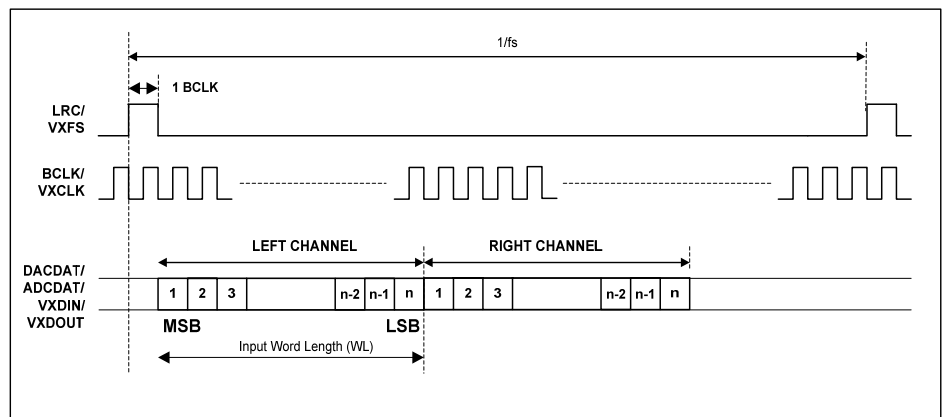 1/fs
1 BCLK
LRC/
VXFS
BCLK/
VXCLK
LEFT CHANNEL RIGHT CHANNEL
DACDAT/
ADCDAT/
VXDIN/
VXDOUT
1 2 3 n-2 n-1 n 1 2 3 n-2 n-1 n
MSB LSB
Input Word Length (WL)